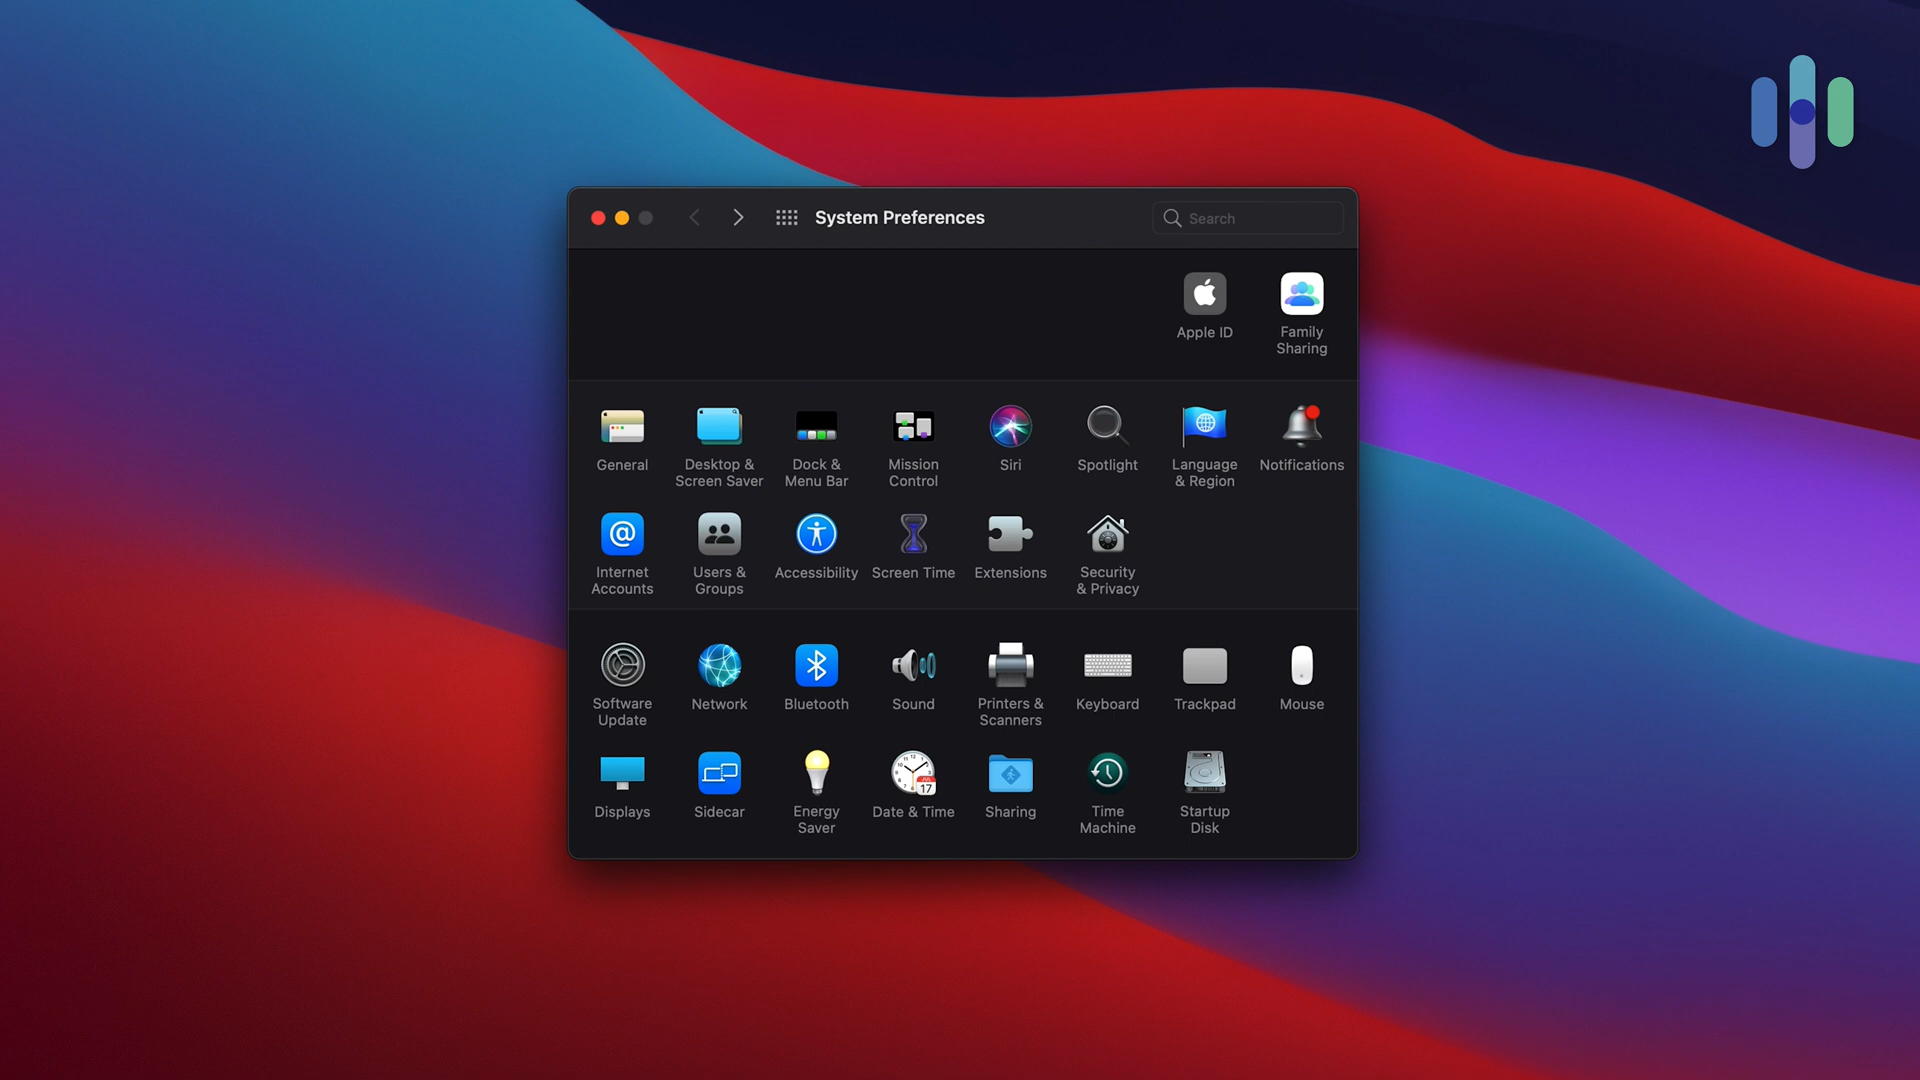 System Preferences
Search
Apple ID
Family
Sharing
General
Desktop &
Screen Saver
Dock &
Menu Bar
Mission
Control
Siri
Spotlight
Language
& Region
Notifications
Internet
Accounts
Users &
Groups
Accessibility
Screen Time
Extensions
Security
& Privacy
Software
Update
Network
Bluetooth
Sound
Printers &
Scanners
Keyboard
Trackpad
Mouse
Displays
Sidecar
Energy
Saver
17
Date & Time
Sharing
Time
Machine
Startup
Disk